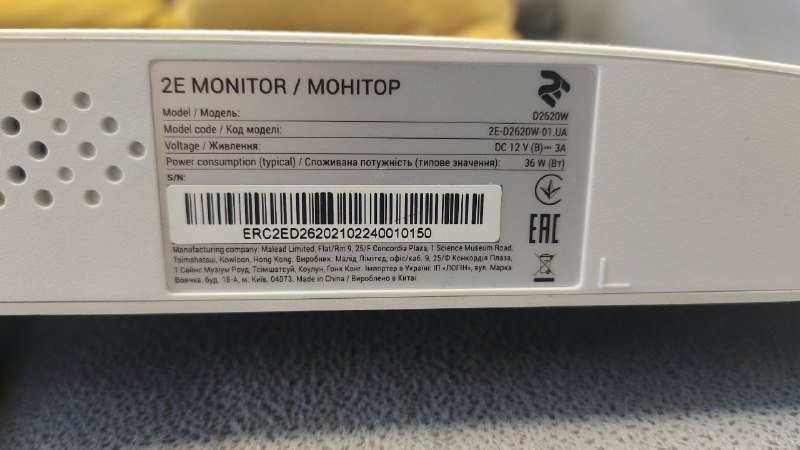 2E MONITOR / МОНІТОР
Model / Модель: D2620W
Model code / Код моделі: 2E-D2620W-01.UA
Voltage / Живлення: DC 12 V (В)⎓ 3A
Power consumption (typical) / Споживана потужність (типове значення): 36 W (Вт)
S/N:
ERC2ED26202102240010150
EAC
Manufacturing company: Malead Limited, Flat/Rm 9, 25/F Concordia Plaza, 1 Science Museum Road,
Tsimshatsui, Kowloon, Hong Kong. Виробник: Малід Лімітед, офіс/каб. 9, 25/Ф Конкордія Плаза,
1 Сайнс Музіум Роуд, Тсімшатсуй, Коулун, Гонк Конг. Імпортер в Україні: ІП «ЛОГІН», вул. Марка
Вовчка, буд. 18-А, м. Київ, 04073. Made in China / Вироблено в Китаї